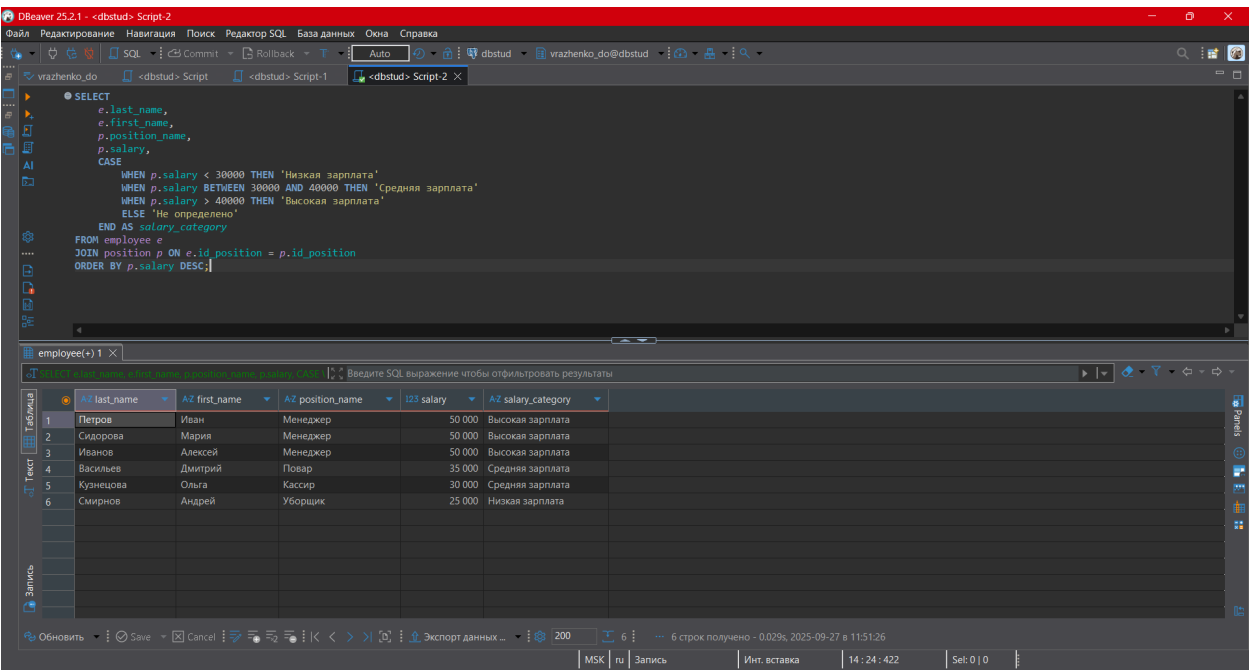 DBeaver 25.2.1 - <dbstud> Script-2
Файл Редактирование Навигация Поиск Редактор SQL База данных Окна Справка
SQL Commit Rollback T Auto dbstud vrazhenko_do@dbstud
vrazhenko_do <dbstud> Script <dbstud> Script-1 <dbstud> Script-2
SELECT
e.last_name,
e.first_name,
p.position_name,
p.salary,
CASE
WHEN p.salary < 30000 THEN 'Низкая зарплата'
WHEN p.salary BETWEEN 30000 AND 40000 THEN 'Средняя зарплата'
WHEN p.salary > 40000 THEN 'Высокая зарплата'
ELSE 'Не определено'
END AS salary_category
FROM employee e
JOIN position p ON e.id_position = p.id_position
ORDER BY p.salary DESC;
AI
employee(+) 1
SELECT e.last_name, e.first_name, p.position_name, p.salary, CASE Введите SQL выражение чтобы отфильтровать результаты
Таблица
Текст
Запись
Panels
A-Z last_name A-Z first_name A-Z position_name 123 salary A-Z salary_category
1 Петров Иван Менеджер 50 000 Высокая зарплата
2 Сидорова Мария Менеджер 50 000 Высокая зарплата
3 Иванов Алексей Менеджер 50 000 Высокая зарплата
4 Васильев Дмитрий Повар 35 000 Средняя зарплата
5 Кузнецова Ольга Кассир 30 000 Средняя зарплата
6 Смирнов Андрей Уборщик 25 000 Низкая зарплата
Обновить Save Cancel Экспорт данных ... 200 6 ... 6 строк получено - 0.029s, 2025-09-27 в 11:51:26
MSK ru Запись Инт. вставка 14 : 24 : 422 Sel: 0 | 0